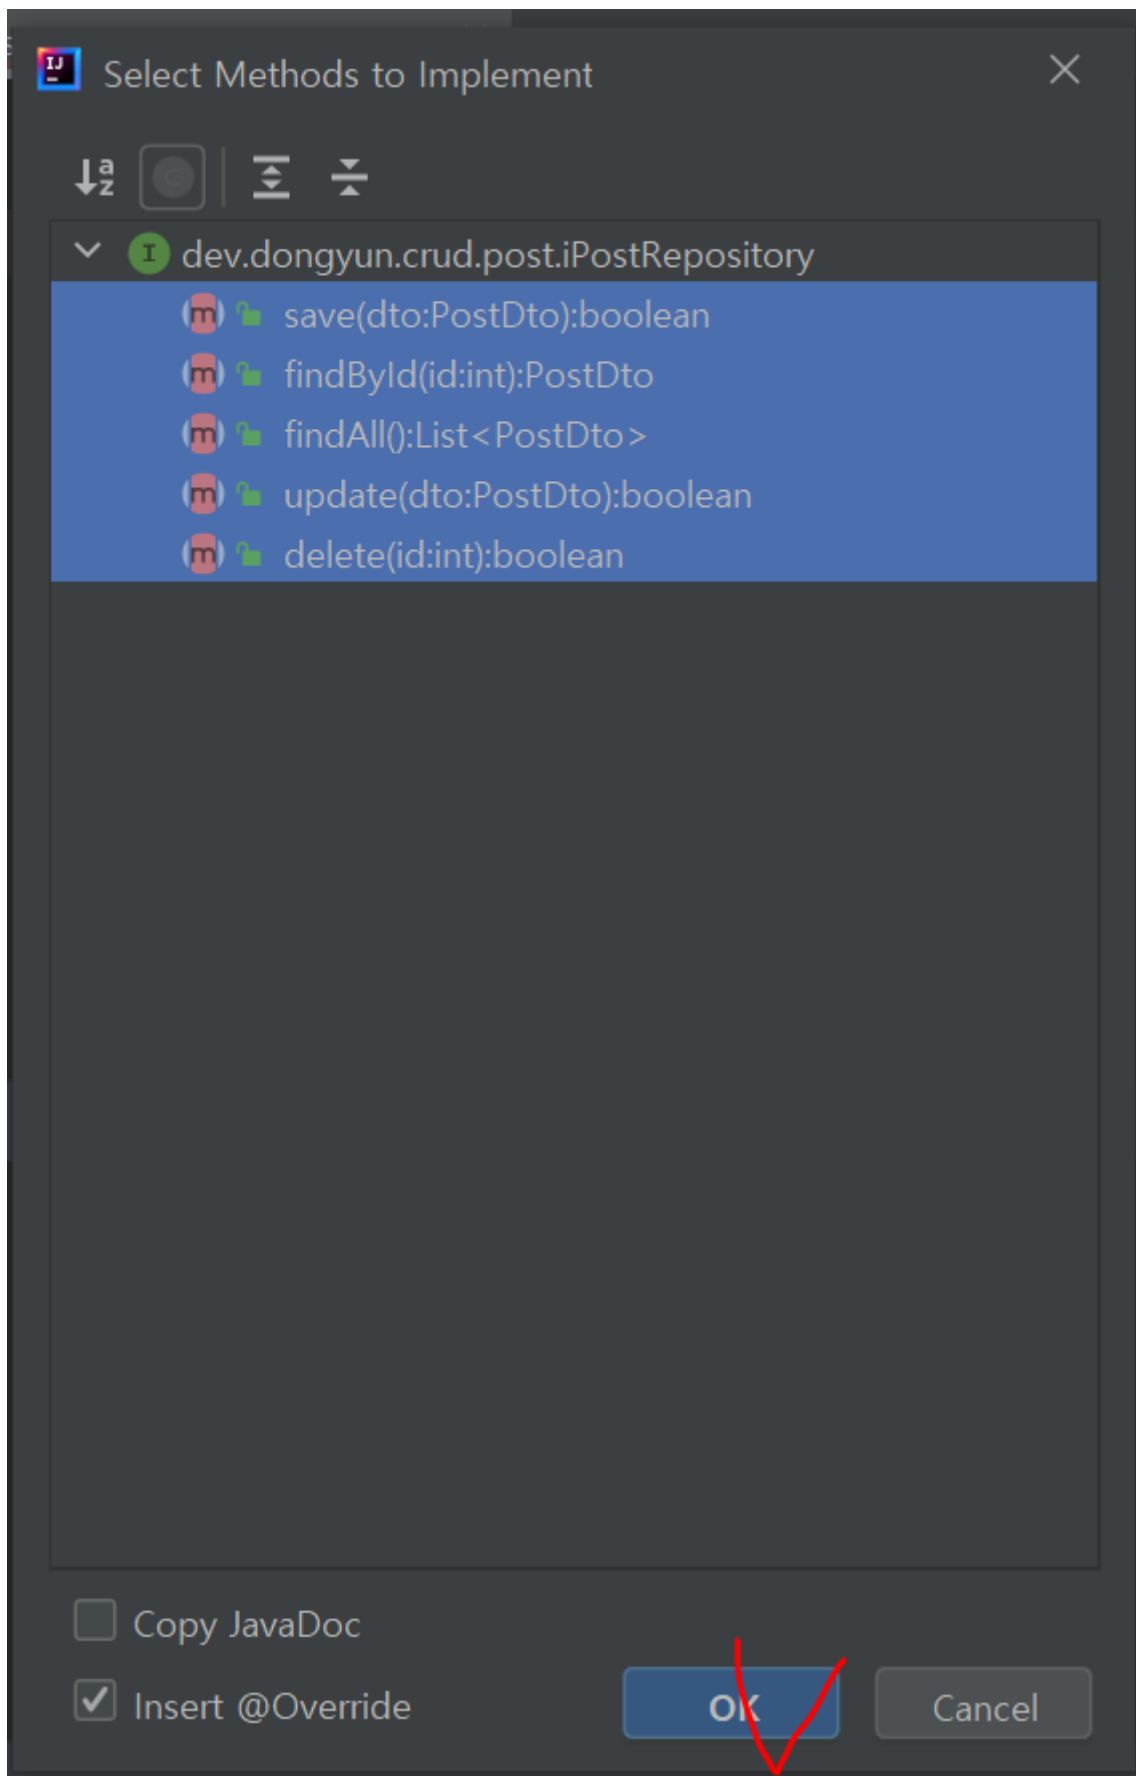 IJ
Select Methods to Implement
a
z
C
I dev.dongyun.crud.post.iPostRepository
m save(dto:PostDto):boolean
m findById(id:int):PostDto
m findAll():List<PostDto>
m update(dto:PostDto):boolean
m delete(id:int):boolean
Copy JavaDoc
Insert @Override
OK
Cancel